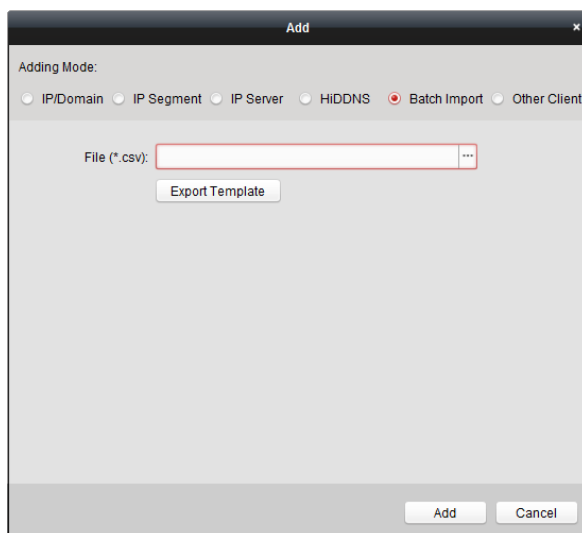 Add ×
Adding Mode:
IP/Domain IP Segment IP Server HiDDNS Batch Import Other Client
File (*.csv): ...
Export Template
Add Cancel